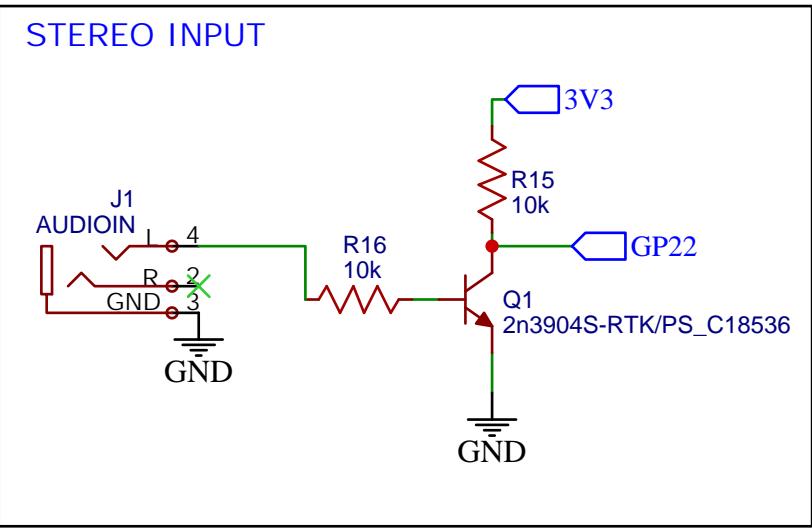 STEREO INPUT
3V3
R15
10k
J1
AUDIOIN
L 4
R 2
GND 3
GND
R16
10k
GP22
Q1
2n3904S-RTK/PS_C18536
GND